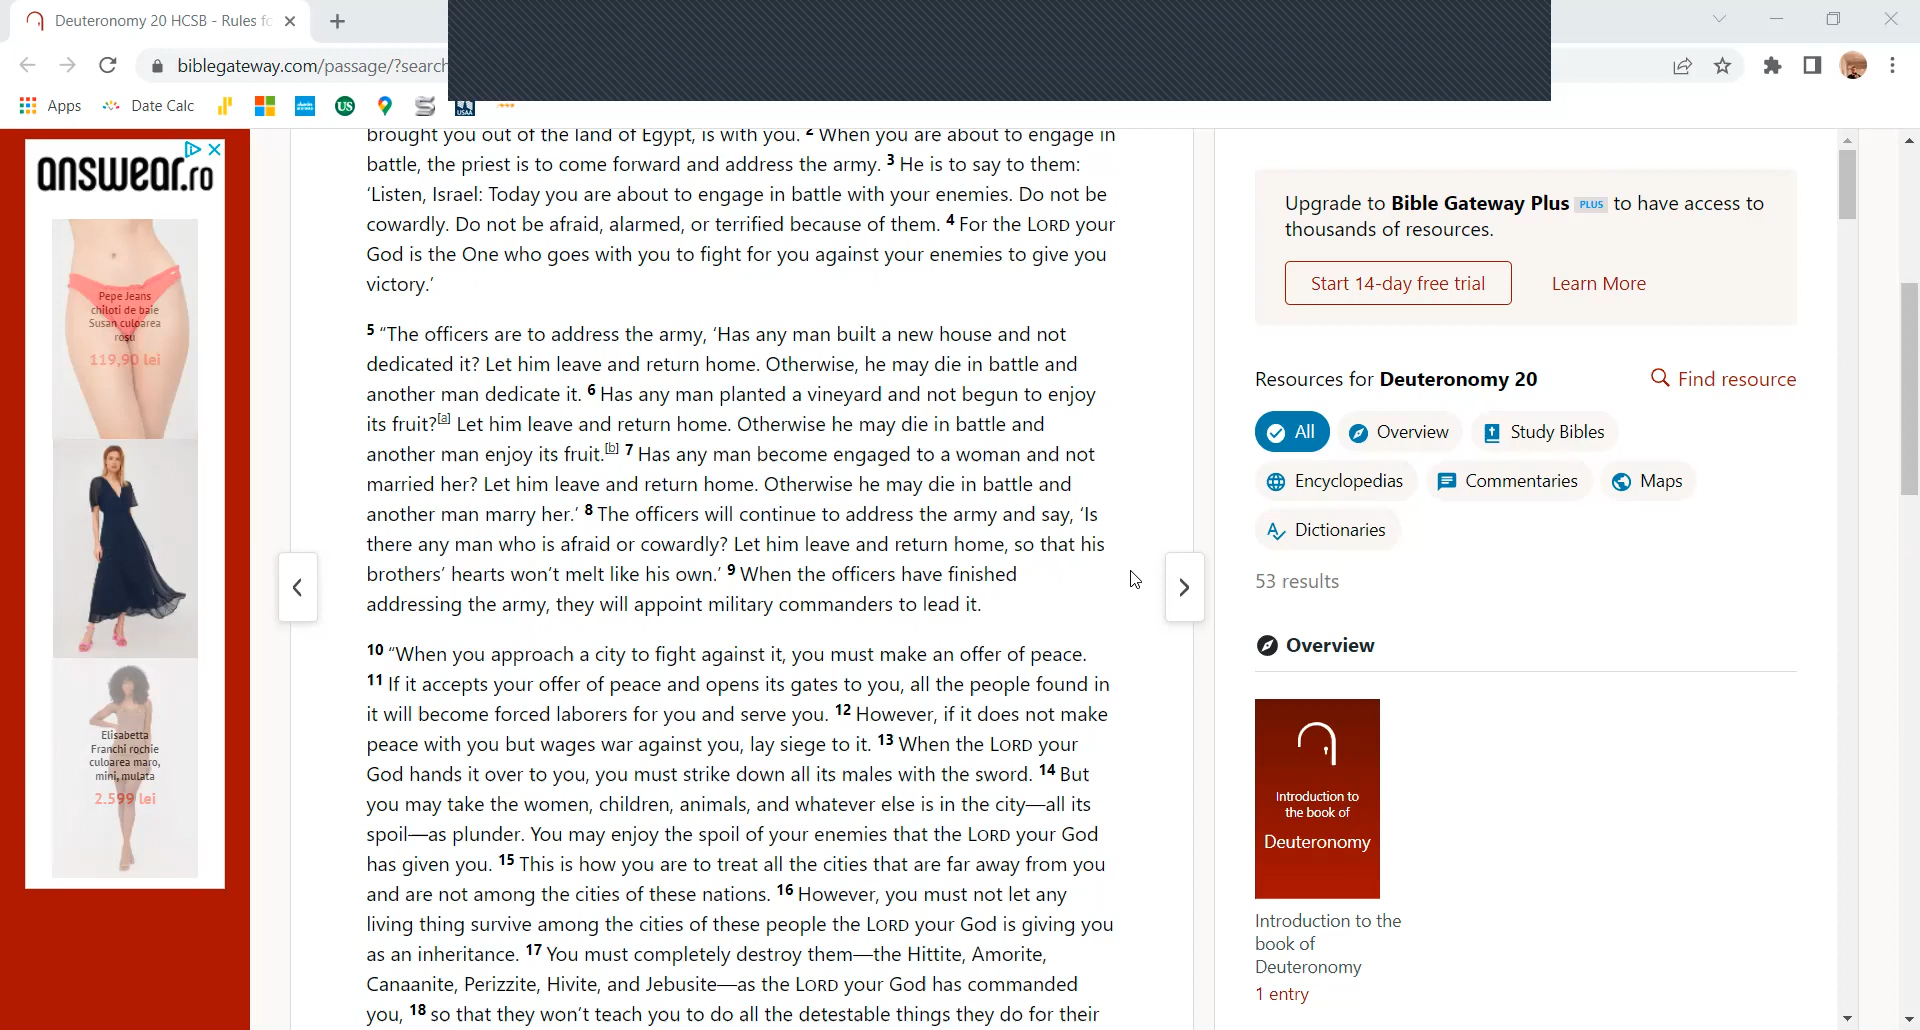 Deuteronomy 20 HCSB - Rules fo
biblegateway.com/passage/?search
Apps
Date Calc
US
USAA
answear.ro
Pepe Jeans
chiloti de baie
Susan culoarea
rosu
119,90 lei
Elisabetta
Franchi rochie
culoarea maro,
mini, mulata
2.599 lei
brought you out of the land of Egypt, is with you. 2 When you are about to engage in
battle, the priest is to come forward and address the army. 3 He is to say to them:
‘Listen, Israel: Today you are about to engage in battle with your enemies. Do not be
cowardly. Do not be afraid, alarmed, or terrified because of them. 4 For the LORD your
God is the One who goes with you to fight for you against your enemies to give you
victory.’
5 “The officers are to address the army, ‘Has any man built a new house and not
dedicated it? Let him leave and return home. Otherwise, he may die in battle and
another man dedicate it. 6 Has any man planted a vineyard and not begun to enjoy
its fruit?[a] Let him leave and return home. Otherwise he may die in battle and
another man enjoy its fruit.[b] 7 Has any man become engaged to a woman and not
married her? Let him leave and return home. Otherwise he may die in battle and
another man marry her.’ 8 The officers will continue to address the army and say, ‘Is
there any man who is afraid or cowardly? Let him leave and return home, so that his
brothers’ hearts won’t melt like his own.’ 9 When the officers have finished
addressing the army, they will appoint military commanders to lead it.
10 “When you approach a city to fight against it, you must make an offer of peace.
11 If it accepts your offer of peace and opens its gates to you, all the people found in
it will become forced laborers for you and serve you. 12 However, if it does not make
peace with you but wages war against you, lay siege to it. 13 When the LORD your
God hands it over to you, you must strike down all its males with the sword. 14 But
you may take the women, children, animals, and whatever else is in the city—all its
spoil—as plunder. You may enjoy the spoil of your enemies that the LORD your God
has given you. 15 This is how you are to treat all the cities that are far away from you
and are not among the cities of these nations. 16 However, you must not let any
living thing survive among the cities of these people the LORD your God is giving you
as an inheritance. 17 You must completely destroy them—the Hittite, Amorite,
Canaanite, Perizzite, Hivite, and Jebusite—as the LORD your God has commanded
you, 18 so that they won’t teach you to do all the detestable things they do for their
Upgrade to Bible Gateway Plus PLUS to have access to
thousands of resources.
Start 14-day free trial
Learn More
Resources for Deuteronomy 20
Find resource
All
Overview
Study Bibles
Encyclopedias
Commentaries
Maps
Dictionaries
53 results
Overview
Introduction to
the book of
Deuteronomy
Introduction to the
book of
Deuteronomy
1 entry